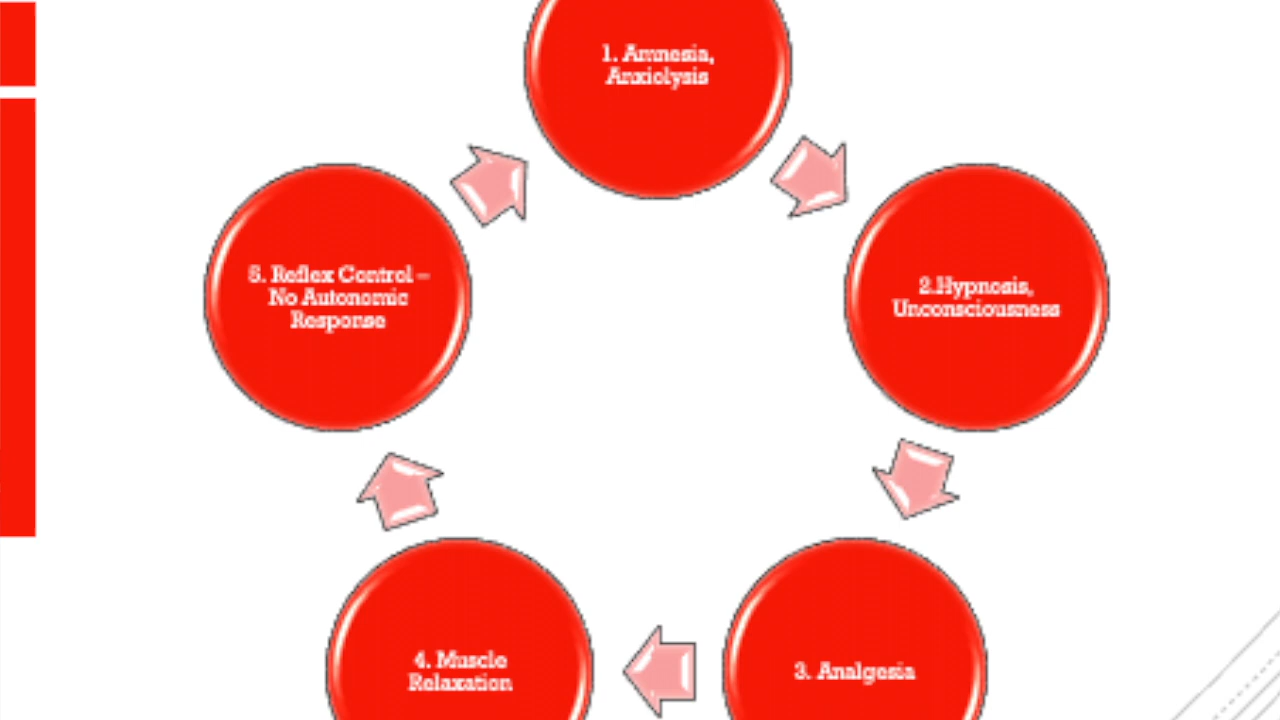 1. Amnesia,
Anxiolysis
2.Hypnosis,
Unconsciousness
3. Analgesia
4. Muscle
Relaxation
5. Reflex Control –
No Autonomic
Response